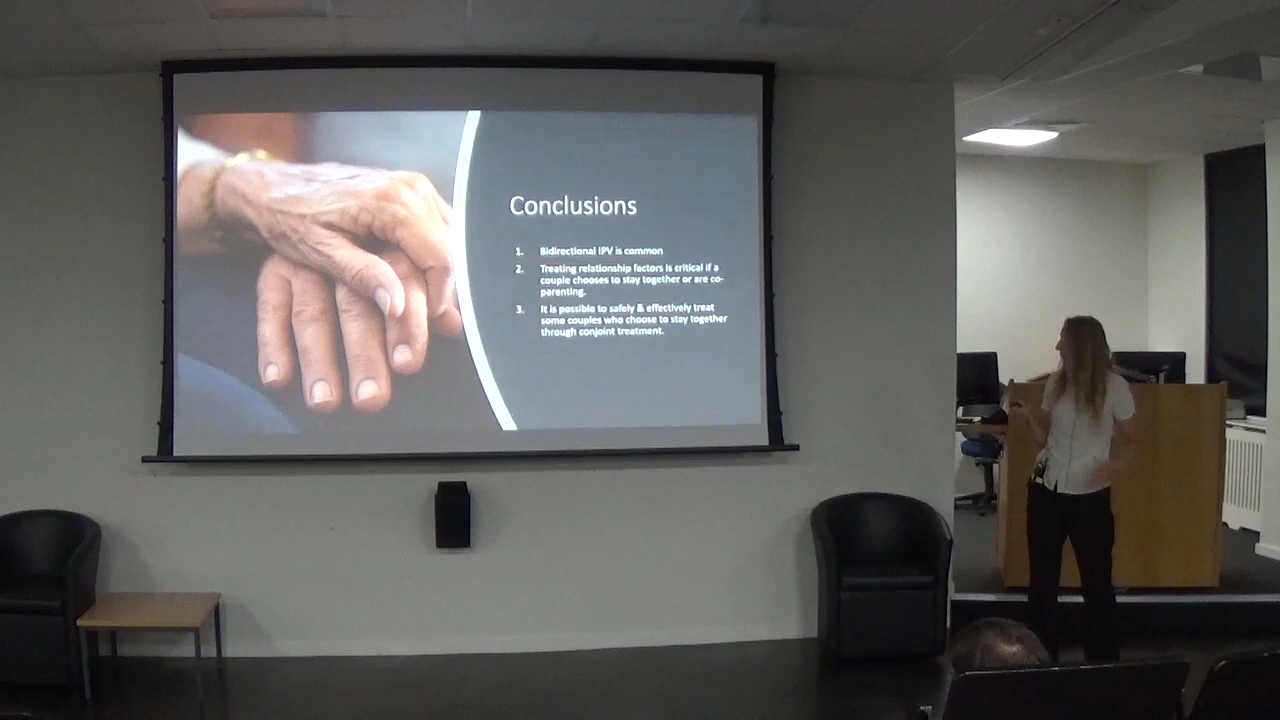 Conclusions
1. Bidirectional IPV is common
2. Treating relationship factors is critical if a
couple chooses to stay together or are co-
parenting.
3. It is possible to safely & effectively treat
some couples who choose to stay together
through conjoint treatment.